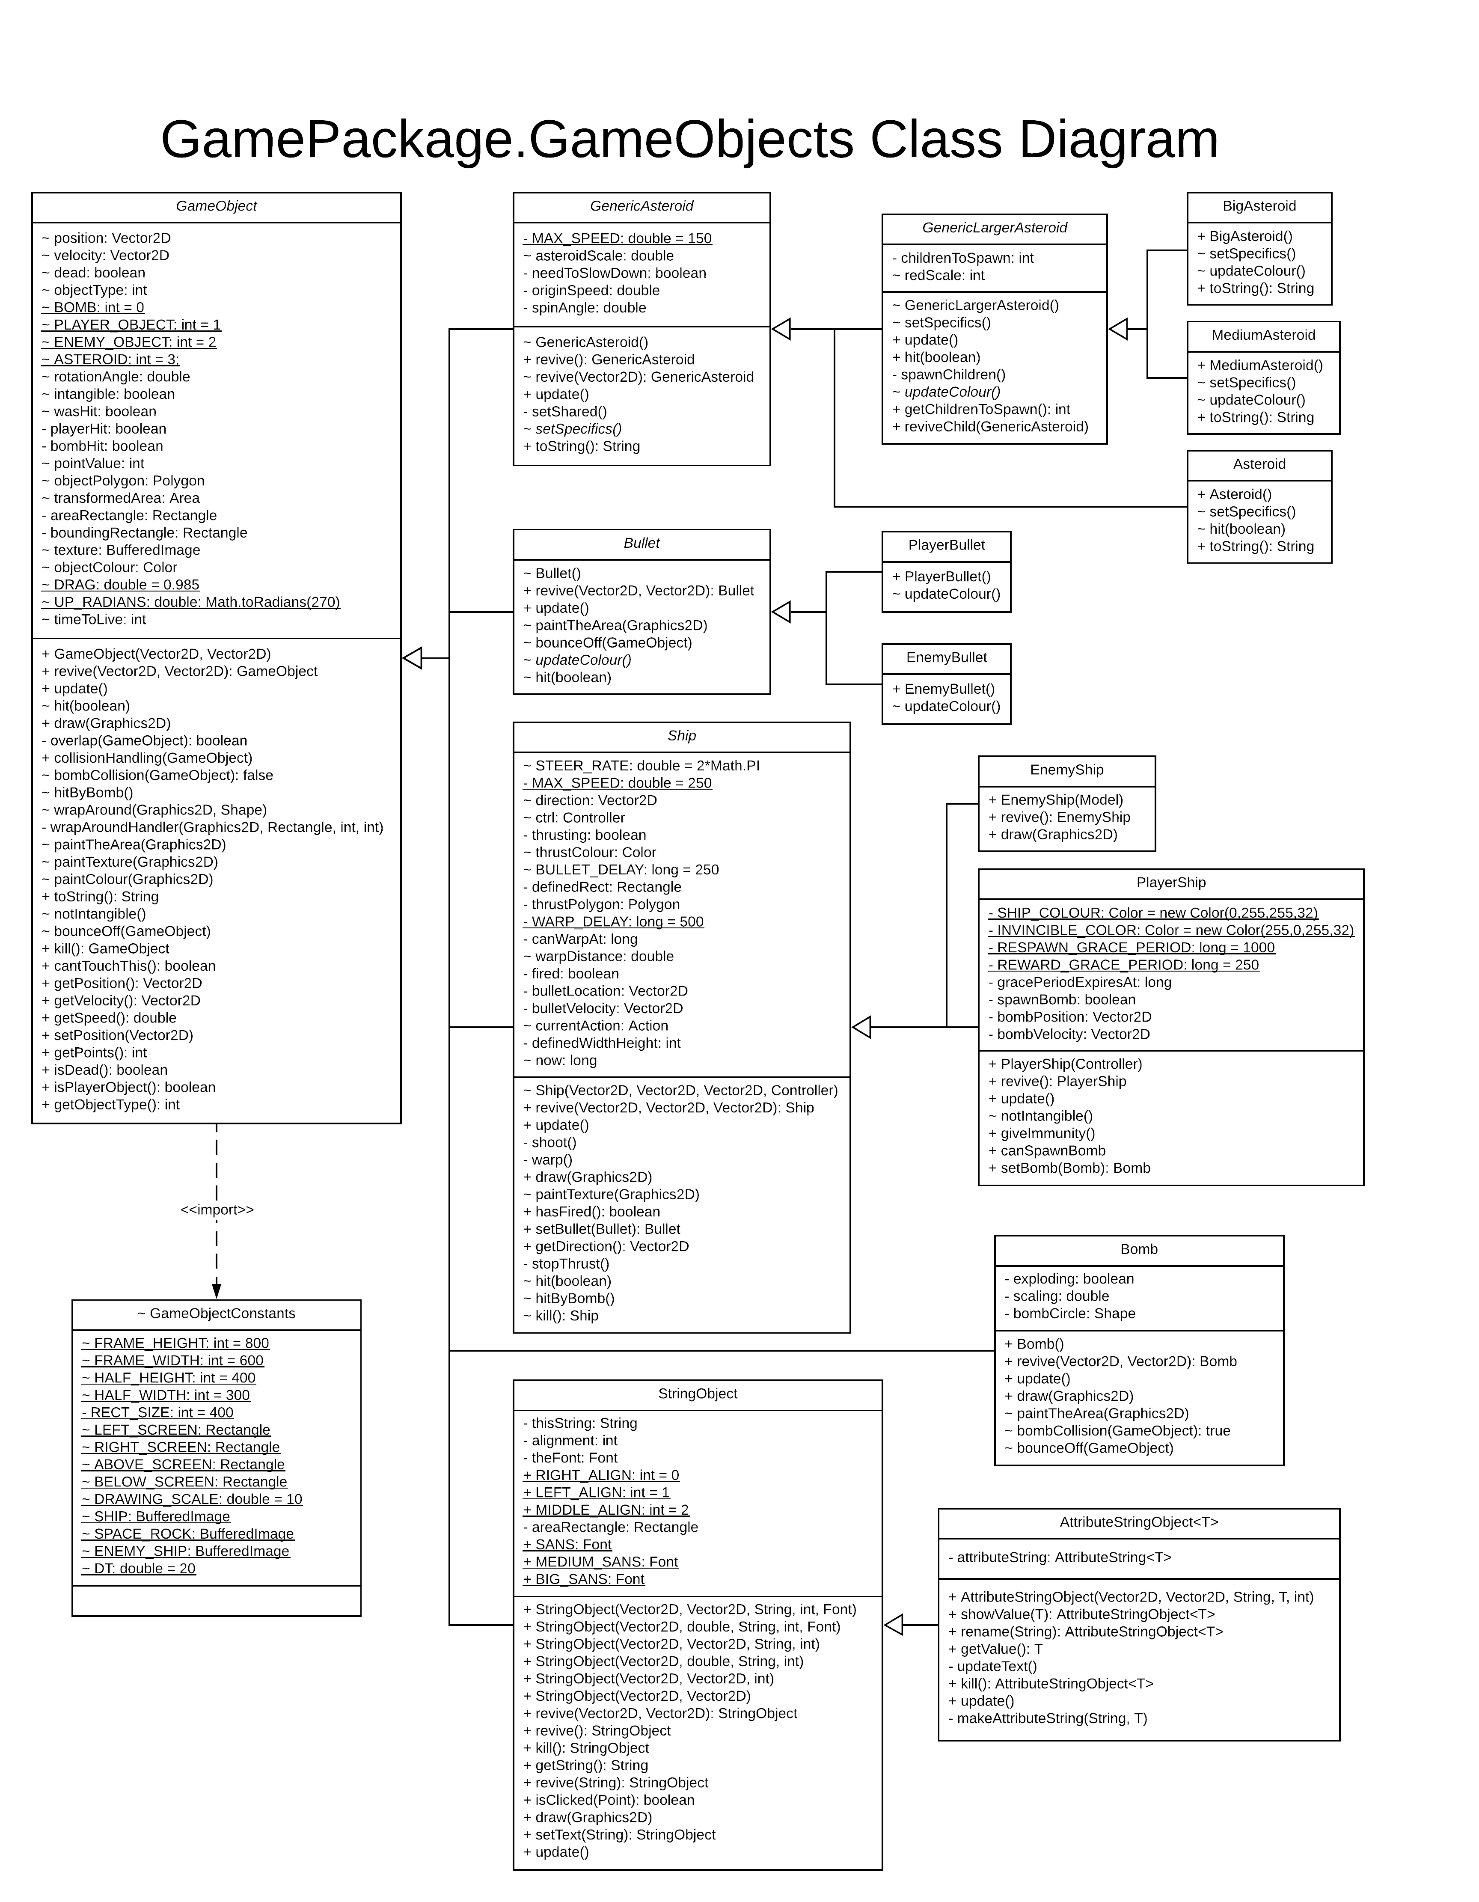 GamePackage.GameObjects Class Diagram
GameObject
~ position: Vector2D
~ velocity: Vector2D
~ dead: boolean
~ objectType: int
~ BOMB: int = 0
~ PLAYER_OBJECT: int = 1
~ ENEMY_OBJECT: int = 2
~ ASTEROID: int = 3;
~ rotationAngle: double
~ intangible: boolean
~ wasHit: boolean
- playerHit: boolean
- bombHit: boolean
~ pointValue: int
~ objectPolygon: Polygon
~ transformedArea: Area
- areaRectangle: Rectangle
- boundingRectangle: Rectangle
~ texture: BufferedImage
~ objectColour: Color
~ DRAG: double = 0.985
~ UP_RADIANS: double: Math.toRadians(270)
~ timeToLive: int
+ GameObject(Vector2D, Vector2D)
+ revive(Vector2D, Vector2D): GameObject
+ update()
~ hit(boolean)
+ draw(Graphics2D)
- overlap(GameObject): boolean
+ collisionHandling(GameObject)
~ bombCollision(GameObject): false
~ hitByBomb()
~ wrapAround(Graphics2D, Shape)
- wrapAroundHandler(Graphics2D, Rectangle, int, int)
~ paintTheArea(Graphics2D)
~ paintTexture(Graphics2D)
~ paintColour(Graphics2D)
+ toString(): String
~ notIntangible()
~ bounceOff(GameObject)
+ kill(): GameObject
+ cantTouchThis(): boolean
+ getPosition(): Vector2D
+ getVelocity(): Vector2D
+ getSpeed(): double
+ setPosition(Vector2D)
+ getPoints(): int
+ isDead(): boolean
+ isPlayerObject(): boolean
+ getObjectType(): int
<<import>>
~ GameObjectConstants
~ FRAME_HEIGHT: int = 800
~ FRAME_WIDTH: int = 600
~ HALF_HEIGHT: int = 400
~ HALF_WIDTH: int = 300
- RECT_SIZE: int = 400
~ LEFT_SCREEN: Rectangle
~ RIGHT_SCREEN: Rectangle
~ ABOVE_SCREEN: Rectangle
~ BELOW_SCREEN: Rectangle
~ DRAWING_SCALE: double = 10
~ SHIP: BufferedImage
~ SPACE_ROCK: BufferedImage
~ ENEMY_SHIP: BufferedImage
~ DT: double = 20
GenericAsteroid
- MAX_SPEED: double = 150
~ asteroidScale: double
- needToSlowDown: boolean
- originSpeed: double
- spinAngle: double
~ GenericAsteroid()
+ revive(): GenericAsteroid
~ revive(Vector2D): GenericAsteroid
+ update()
- setShared()
~ setSpecifics()
+ toString(): String
GenericLargerAsteroid
- childrenToSpawn: int
~ redScale: int
~ GenericLargerAsteroid()
~ setSpecifics()
+ update()
+ hit(boolean)
- spawnChildren()
~ updateColour()
+ getChildrenToSpawn(): int
+ reviveChild(GenericAsteroid)
BigAsteroid
+ BigAsteroid()
~ setSpecifics()
~ updateColour()
+ toString(): String
MediumAsteroid
+ MediumAsteroid()
~ setSpecifics()
~ updateColour()
+ toString(): String
Asteroid
+ Asteroid()
~ setSpecifics()
~ hit(boolean)
+ toString(): String
Bullet
~ Bullet()
+ revive(Vector2D, Vector2D): Bullet
+ update()
~ paintTheArea(Graphics2D)
~ bounceOff(GameObject)
~ updateColour()
~ hit(boolean)
PlayerBullet
+ PlayerBullet()
~ updateColour()
EnemyBullet
+ EnemyBullet()
~ updateColour()
Ship
~ STEER_RATE: double = 2*Math.PI
- MAX_SPEED: double = 250
~ direction: Vector2D
~ ctrl: Controller
- thrusting: boolean
~ thrustColour: Color
~ BULLET_DELAY: long = 250
- definedRect: Rectangle
- thrustPolygon: Polygon
- WARP_DELAY: long = 500
- canWarpAt: long
~ warpDistance: double
- fired: boolean
- bulletLocation: Vector2D
- bulletVelocity: Vector2D
~ currentAction: Action
- definedWidthHeight: int
~ now: long
~ Ship(Vector2D, Vector2D, Vector2D, Controller)
+ revive(Vector2D, Vector2D, Vector2D): Ship
+ update()
- shoot()
- warp()
+ draw(Graphics2D)
~ paintTexture(Graphics2D)
+ hasFired(): boolean
+ setBullet(Bullet): Bullet
+ getDirection(): Vector2D
- stopThrust()
~ hit(boolean)
~ hitByBomb()
~ kill(): Ship
EnemyShip
+ EnemyShip(Model)
+ revive(): EnemyShip
+ draw(Graphics2D)
PlayerShip
- SHIP_COLOUR: Color = new Color(0,255,255,32)
- INVINCIBLE_COLOR: Color = new Color(255,0,255,32)
- RESPAWN_GRACE_PERIOD: long = 1000
- REWARD_GRACE_PERIOD: long = 250
- gracePeriodExpiresAt: long
- spawnBomb: boolean
- bombPosition: Vector2D
- bombVelocity: Vector2D
+ PlayerShip(Controller)
+ revive(): PlayerShip
+ update()
~ notIntangible()
+ giveImmunity()
+ canSpawnBomb
+ setBomb(Bomb): Bomb
Bomb
- exploding: boolean
- scaling: double
- bombCircle: Shape
+ Bomb()
+ revive(Vector2D, Vector2D): Bomb
+ update()
+ draw(Graphics2D)
~ paintTheArea(Graphics2D)
~ bombCollision(GameObject): true
~ bounceOff(GameObject)
StringObject
- thisString: String
- alignment: int
- theFont: Font
+ RIGHT_ALIGN: int = 0
+ LEFT_ALIGN: int = 1
+ MIDDLE_ALIGN: int = 2
- areaRectangle: Rectangle
+ SANS: Font
+ MEDIUM_SANS: Font
+ BIG_SANS: Font
+ StringObject(Vector2D, Vector2D, String, int, Font)
+ StringObject(Vector2D, double, String, int, Font)
+ StringObject(Vector2D, Vector2D, String, int)
+ StringObject(Vector2D, double, String, int)
+ StringObject(Vector2D, Vector2D, int)
+ StringObject(Vector2D, Vector2D)
+ revive(Vector2D, Vector2D): StringObject
+ revive(): StringObject
+ kill(): StringObject
+ getString(): String
+ revive(String): StringObject
+ isClicked(Point): boolean
+ draw(Graphics2D)
+ setText(String): StringObject
+ update()
AttributeStringObject<T>
- attributeString: AttributeString<T>
+ AttributeStringObject(Vector2D, Vector2D, String, T, int)
+ showValue(T): AttributeStringObject<T>
+ rename(String): AttributeStringObject<T>
+ getValue(): T
- updateText()
+ kill(): AttributeStringObject<T>
+ update()
- makeAttributeString(String, T)